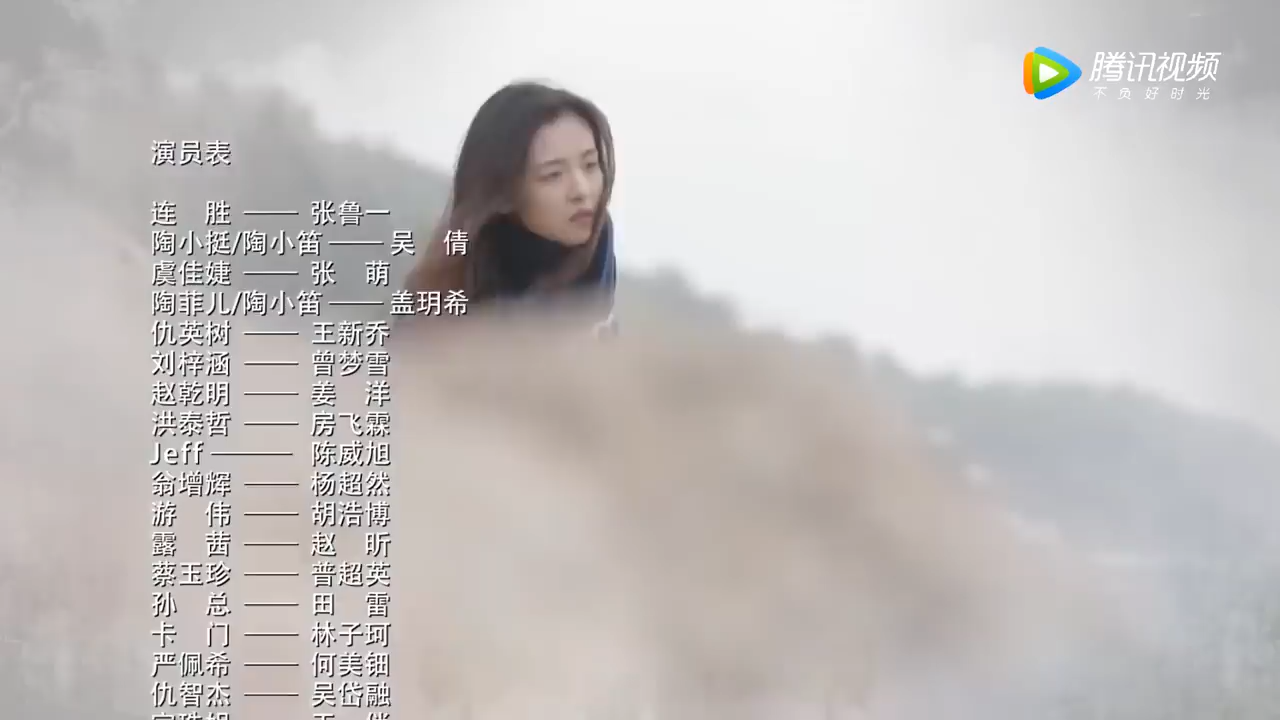 腾讯视频
不负好时光
演员表
连 胜 —— 张鲁一
陶小挺/陶小笛 —— 吴 倩
虞佳婕 —— 张 萌
陶菲儿/陶小笛 —— 盖玥希
仇英树 —— 王新乔
刘梓涵 —— 曾梦雪
赵乾明 —— 姜 洋
洪泰哲 —— 房飞霖
Jeff ——— 陈威旭
翁增辉 —— 杨超然
游 伟 —— 胡浩博
露 茜 —— 赵 昕
蔡玉珍 —— 普超英
孙 总 —— 田 雷
卡 门 —— 林子珂
严佩希 —— 何美钿
仇智杰 —— 吴岱融